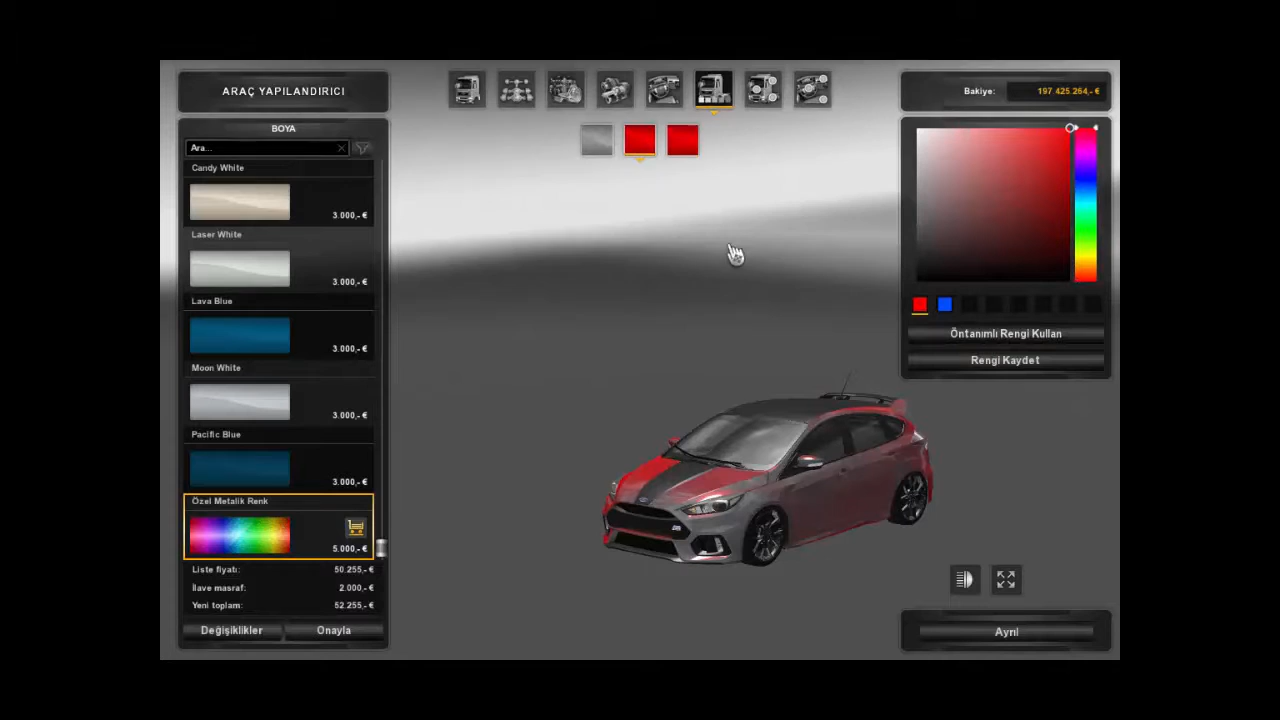 ARAÇ YAPILANDIRICI
BOYA
Ara...
Candy White
3.000,- €
Laser White
3.000,- €
Lava Blue
3.000,- €
Moon White
3.000,- €
Pacific Blue
3.000,- €
Özel Metalik Renk
5.000,- €
Liste fiyatı: 50.255,- €
İlave masraf: 2.000,- €
Yeni toplam: 52.255,- €
Değişiklikler Onayla
Bakiye: 197.425.264,- €
Öntanımlı Rengi Kullan
Rengi Kaydet
Ayrıl